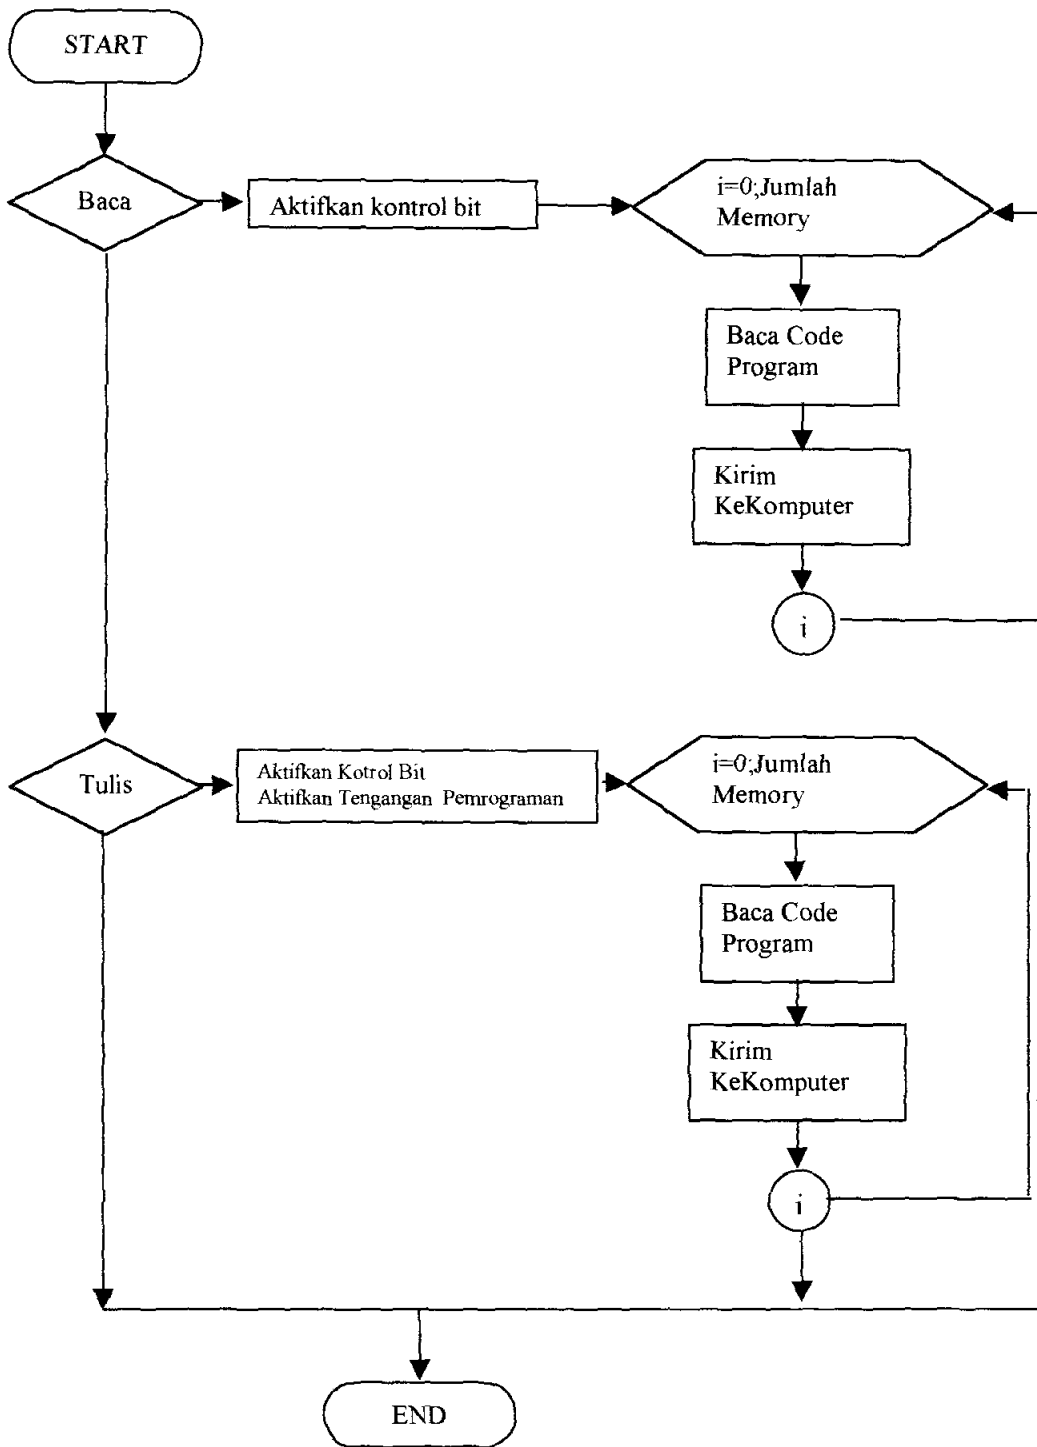 START
Baca
Aktifkan kontrol bit
i=0;Jumlah
Memory
Baca Code
Program
Kirim
KeKomputer
i
Tulis
Aktifkan Kotrol Bit
Aktifkan Tengangan Pemrograman
i=0;Jumlah
Memory
Baca Code
Program
Kirim
KeKomputer
i
END